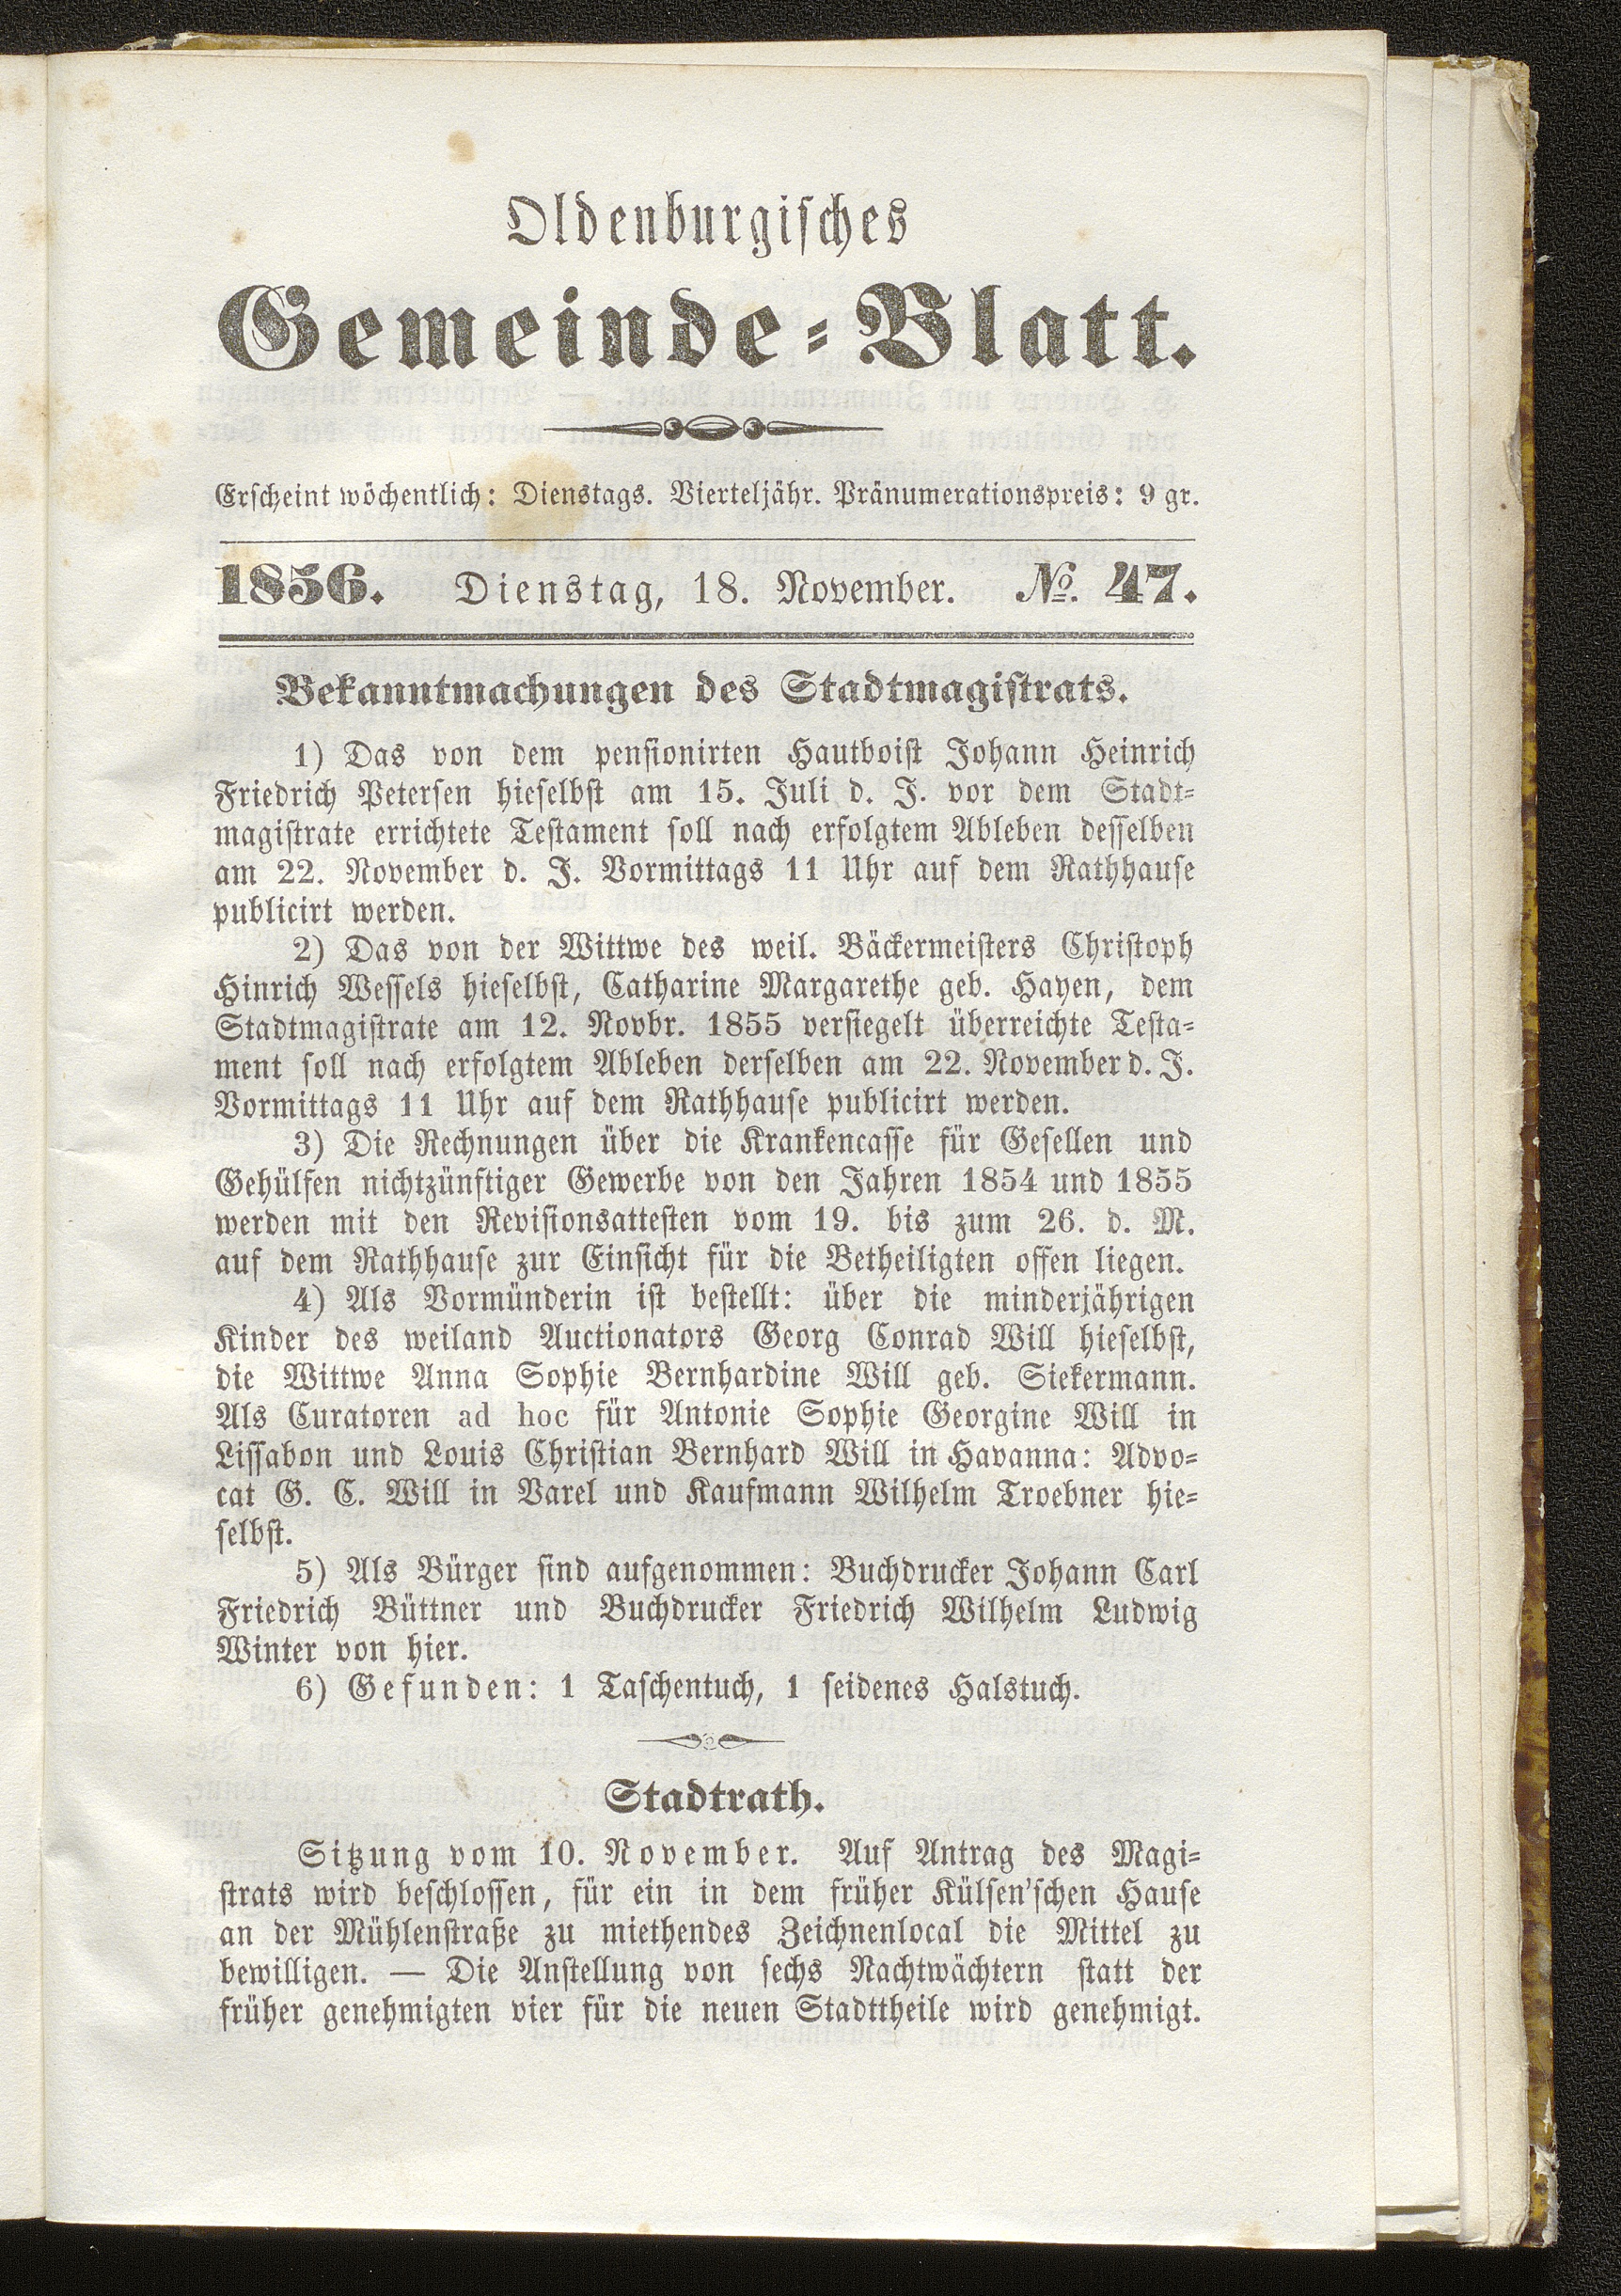 Oldenburgisches
Gemeinde-Blatt.
Erscheint wöchentlich: Dienstags. Vierteljähr. Pränumerationspreis: 9 gr.
1856. Dienstag, 18. November. No. 47.
Bekanntmachungen des Stadtmagistrats.
1) Das von dem pensionirten Hautboist Johann Heinrich
Friedrich Petersen hieselbst am 15. Juli d. J. vor dem Stadt-
magistrate errichtete Testament soll nach erfolgtem Ableben desselben
am 22. November d. J. Vormittags 11 Uhr auf dem Rathhause
publicirt werden.
2) Das von der Wittwe des weil. Bäckermeisters Christoph
Hinrich Wessels hieselbst, Catharine Margarethe geb. Hayen, dem
Stadtmagistrate am 12. Novbr. 1855 versiegelt überreichte Testa-
ment soll nach erfolgtem Ableben derselben am 22. November d. J.
Vormittags 11 Uhr auf dem Rathhause publicirt werden.
3) Die Rechnungen über die Krankencasse für Gesellen und
Gehülfen nichtzünftiger Gewerbe von den Jahren 1854 und 1855
werden mit den Revisionsattesten vom 19. bis zum 26. d. M.
auf dem Rathhause zur Einsicht für die Betheiligten offen liegen.
4) Als Vormünderin ist bestellt: über die minderjährigen
Kinder des weiland Auctionators Georg Conrad Will hieselbst,
die Wittwe Anna Sophie Bernhardine Will geb. Siekermann.
Als Curatoren ad hoc für Antonie Sophie Georgine Will in
Lissabon und Louis Christian Bernhard Will in Havanna: Advo-
cat G. C. Will in Varel und Kaufmann Wilhelm Troebner hie-
selbst.
5) Als Bürger sind aufgenommen: Buchdrucker Johann Carl
Friedrich Büttner und Buchdrucker Friedrich Wilhelm Ludwig
Winter von hier.
6) Gefunden: 1 Taschentuch, 1 seidenes Halstuch.
Stadtrath.
Sitzung vom 10. November. Auf Antrag des Magi-
strats wird beschlossen, für ein in dem früher Külsen'schen Hause
an der Mühlenstraße zu miethendes Zeichnenlocal die Mittel zu
bewilligen. — Die Anstellung von sechs Nachtwächtern statt der
früher genehmigten vier für die neuen Stadttheile wird genehmigt.